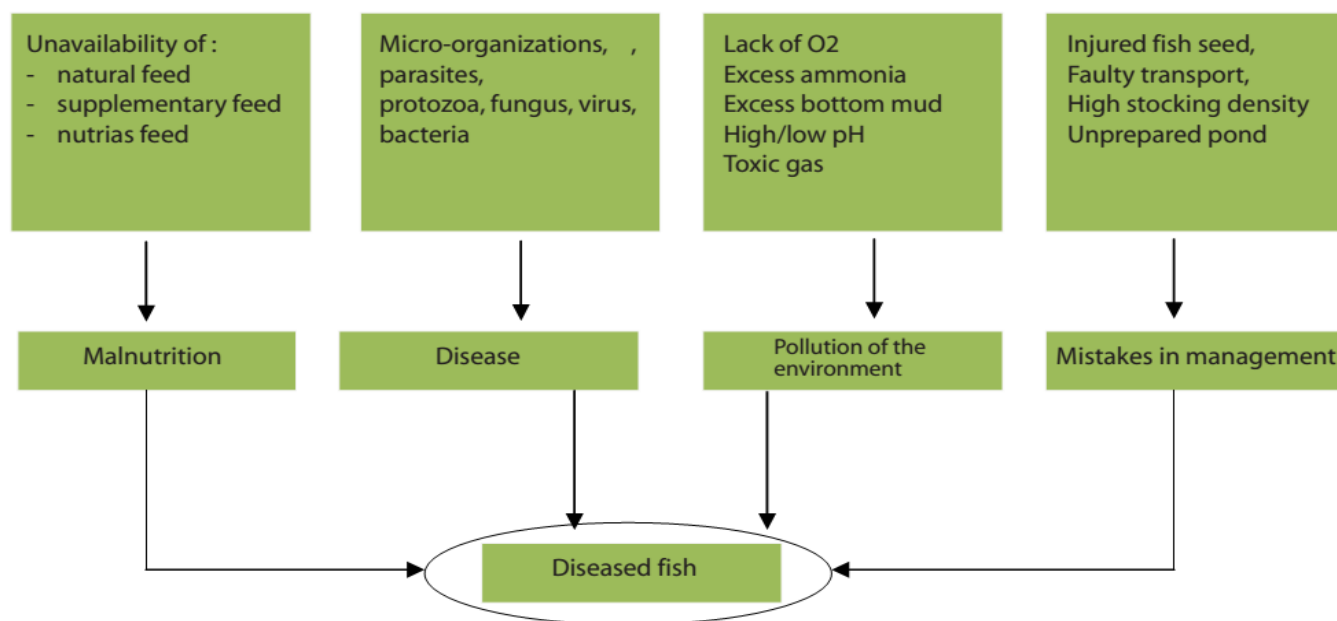 Unavailability of :
- natural feed
- supplementary feed
- nutrias feed
Micro-organizations, ,
parasites,
protozoa, fungus, virus,
bacteria
Lack of O2
Excess ammonia
Excess bottom mud
High/low pH
Toxic gas
Injured fish seed,
Faulty transport,
High stocking density
Unprepared pond
Malnutrition
Disease
Pollution of the
environment
Mistakes in management
Diseased fish